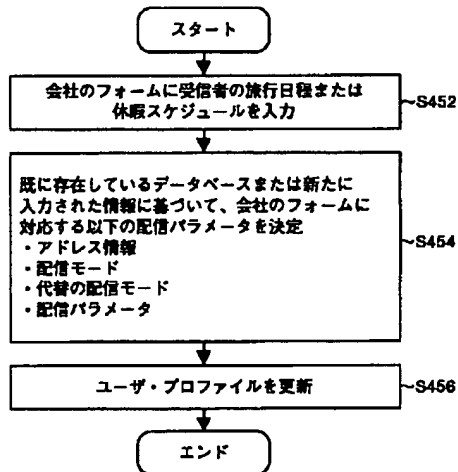 スタート
会社のフォームに受信者の旅行日程または
休暇スケジュールを入力
~S452
既に存在しているデータベースまたは新たに
入力された情報に基づいて、会社のフォームに
対応する以下の配信パラメータを決定
・アドレス情報
・配信モード
・代替の配信モード
・配信パラメータ
~S454
ユーザ・プロファイルを更新
~S456
エンド